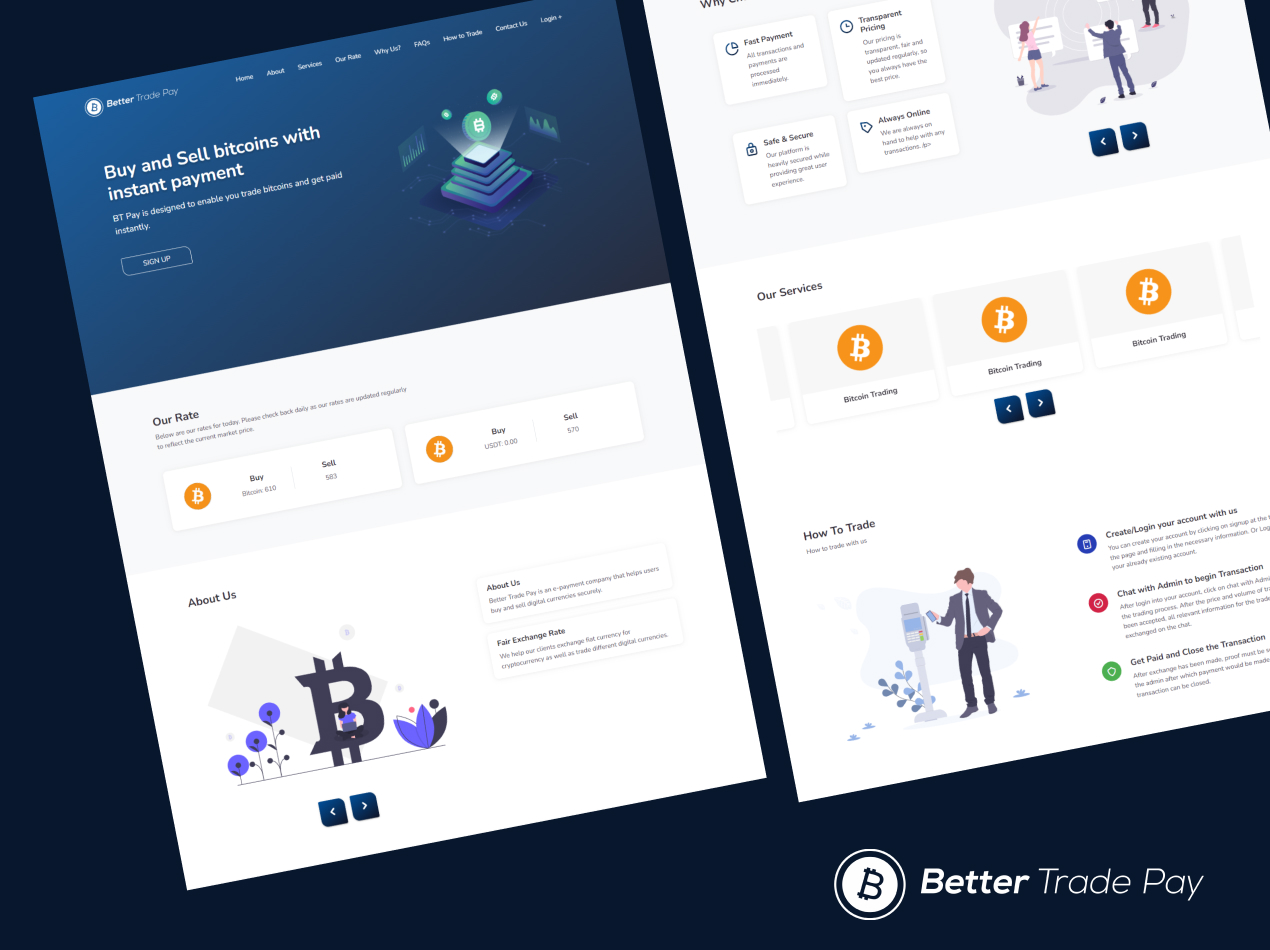 Home
About
Services
Our Rate
Why Us?
FAQs
How to Trade
Contact Us
Login +
Better Trade Pay
Buy and Sell bitcoins with
instant payment
BT Pay is designed to enable you trade bitcoins and get paid
instantly.
SIGN UP
Our Rate
Below are our rates for today. Please check back daily as our rates are updated regularly
to reflect the current market price.
Buy
Bitcoin: 610
Sell
583
Buy
USDT: 0.00
Sell
570
About Us
About Us
Better Trade Pay is an e-payment company that helps users
buy and sell digital currencies securely.
Fair Exchange Rate
We help our clients exchange fiat currency for
cryptocurrency as well as trade different digital currencies.
Why
Fast Payment
All transactions and
payments are
processed
immediately.
Transparent
Pricing
Our pricing is
transparent, fair and
updated regularly, so
you always have the
best price.
Safe & Secure
Our platform is
heavily secured while
providing great user
experience.
Always Online
We are always on
hand to help with any
transactions./b>
Our Services
Bitcoin Trading
Bitcoin Trading
Bitcoin Trading
How To Trade
How to trade with us
Create/Login your account with us
You can create your account by clicking on signup at the
the page and filling in the necessary information. Or Log
your already existing account.
Chat with Admin to begin Transaction
After login into your account, click on chat with Admi
the trading process. After the price and volume of
been accepted, all relevant information for the trade
exchanged on the chat.
Get Paid and Close the Transaction
After exchange has been made, proof must be
the admin after which payment would be made
transaction can be closed.
Better Trade Pay